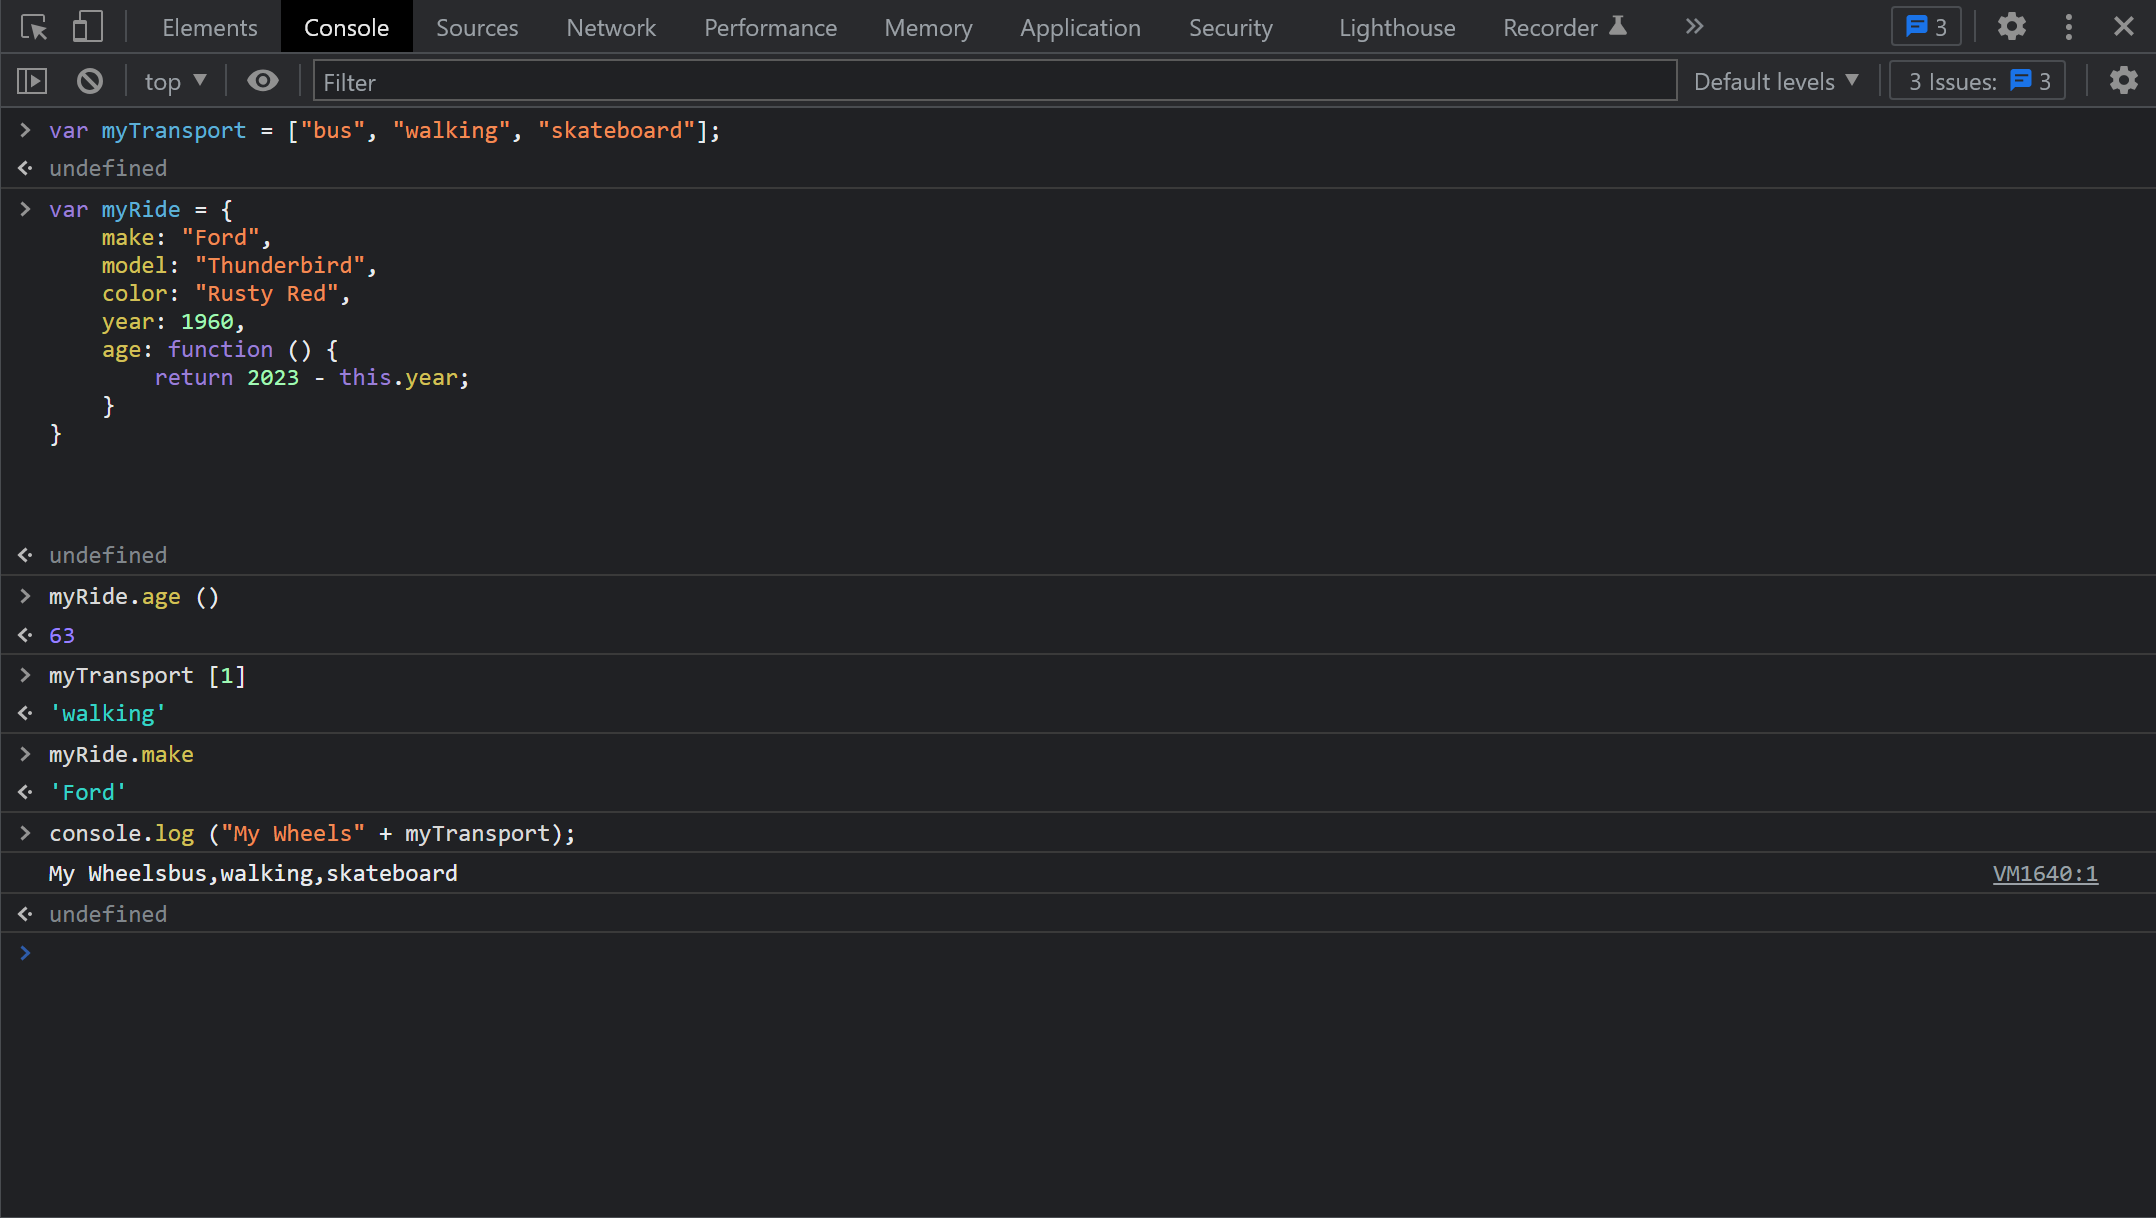 Elements Console Sources Network Performance Memory Application Security Lighthouse Recorder 3
top Filter Default levels 3 Issues: 3
var myTransport = ["bus", "walking", "skateboard"];
undefined
var myRide = {
    make: "Ford",
    model: "Thunderbird",
    color: "Rusty Red",
    year: 1960,
    age: function () {
        return 2023 - this.year;
    }
}
undefined
myRide.age ()
63
myTransport [1]
'walking'
myRide.make
'Ford'
console.log ("My Wheels" + myTransport);
My Wheelsbus,walking,skateboard VM1640:1
undefined